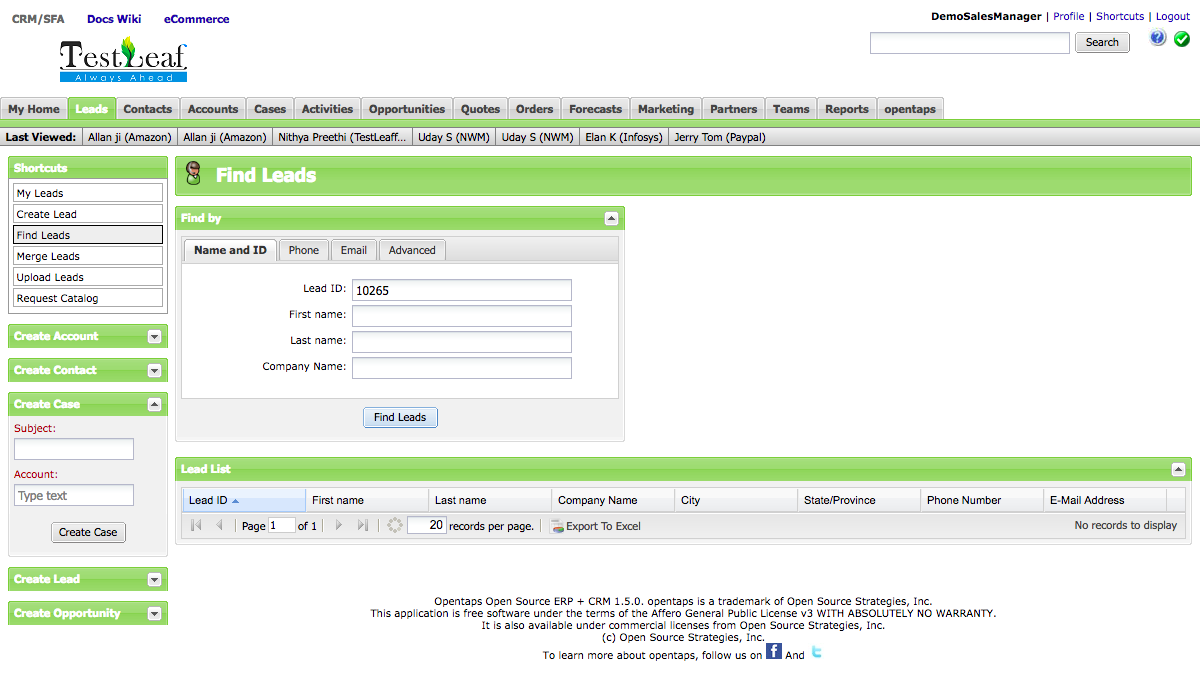 CRM/SFA Docs Wiki eCommerce
DemoSalesManager | Profile | Shortcuts | Logout
TestLeaf
Always Ahead
Search
My Home Leads Contacts Accounts Cases Activities Opportunities Quotes Orders Forecasts Marketing Partners Teams Reports opentaps
Last Viewed: Allan ji (Amazon) Allan ji (Amazon) Nithya Preethi (TestLeaff... Uday S (NWM) Uday S (NWM) Elan K (Infosys) Jerry Tom (Paypal)
Shortcuts
My Leads
Create Lead
Find Leads
Merge Leads
Upload Leads
Request Catalog
Create Account
Create Contact
Create Case
Subject:
Account:
Type text
Create Case
Create Lead
Create Opportunity
Find Leads
Find by
Name and ID Phone Email Advanced
Lead ID: 10265
First name:
Last name:
Company Name:
Find Leads
Lead List
Lead ID First name Last name Company Name City State/Province Phone Number E-Mail Address
Page 1 of 1 20 records per page. Export To Excel No records to display
Opentaps Open Source ERP + CRM 1.5.0. opentaps is a trademark of Open Source Strategies, Inc.
This application is free software under the terms of the Affero General Public License v3 WITH ABSOLUTELY NO WARRANTY.
It is also available under commercial licenses from Open Source Strategies, Inc.
(c) Open Source Strategies, Inc.
To learn more about opentaps, follow us on f And t